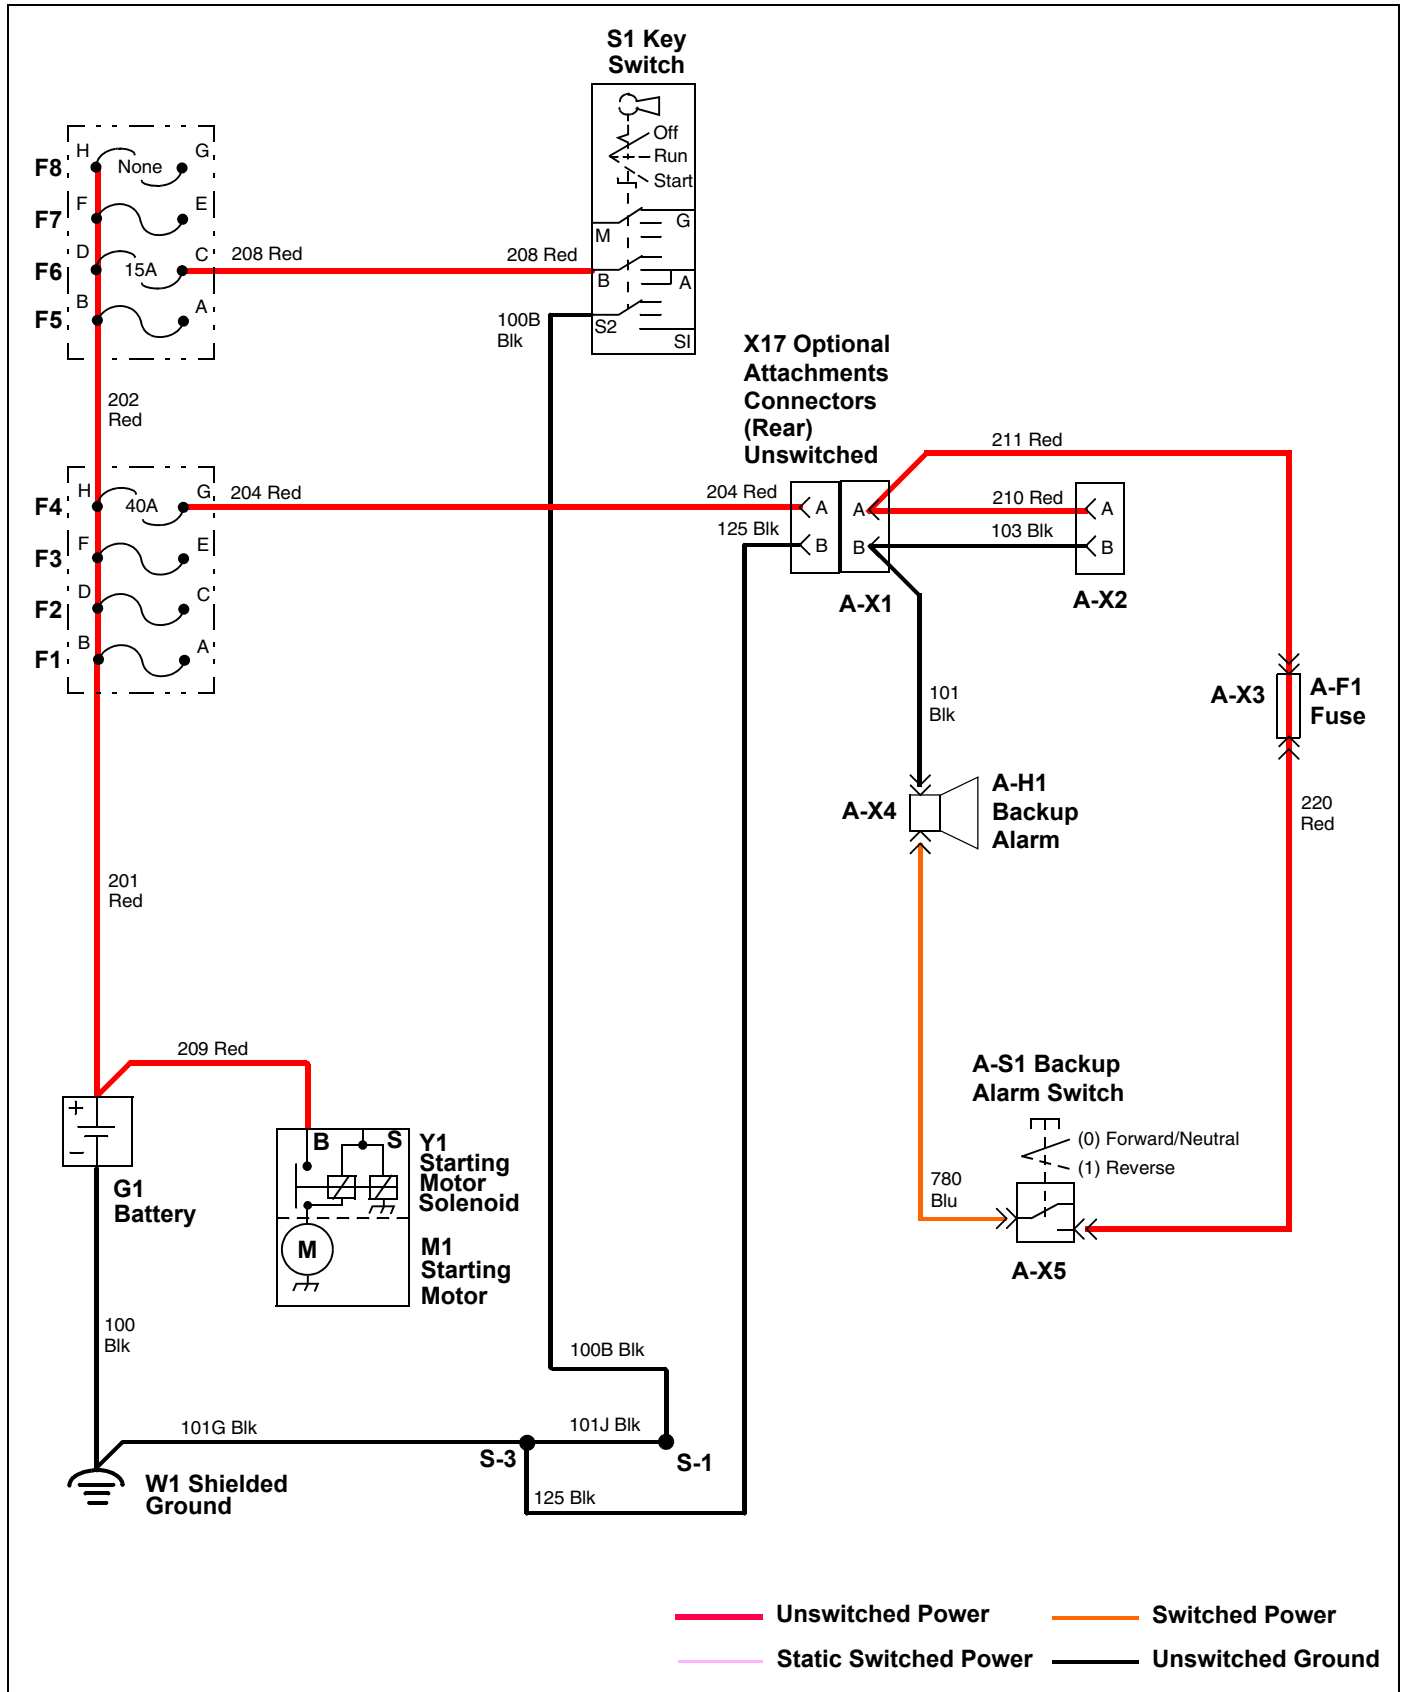 S1 Key
Switch
Off
Run
Start
M
G
B
A
S2
SI
F8
H
None
G
F7
F
E
F6
D
15A
C
F5
B
A
208 Red
208 Red
100B
Blk
202
Red
X17 Optional
Attachments
Connectors
(Rear)
Unswitched
F4
H
40A
G
F3
F
E
F2
D
C
F1
B
A
204 Red
204 Red
125 Blk
A
B
A
B
211 Red
210 Red
103 Blk
A
B
A-X1
A-X2
101
Blk
A-X3
A-F1
Fuse
A-X4
A-H1
Backup
Alarm
220
Red
201
Red
209 Red
+
–
G1
Battery
B
S
Y1
Starting
Motor
Solenoid
M
M1
Starting
Motor
A-S1 Backup
Alarm Switch
(0) Forward/Neutral
(1) Reverse
780
Blu
A-X5
100
Blk
100B Blk
101G Blk
101J Blk
S-3
S-1
125 Blk
W1 Shielded
Ground
Unswitched Power
Switched Power
Static Switched Power
Unswitched Ground